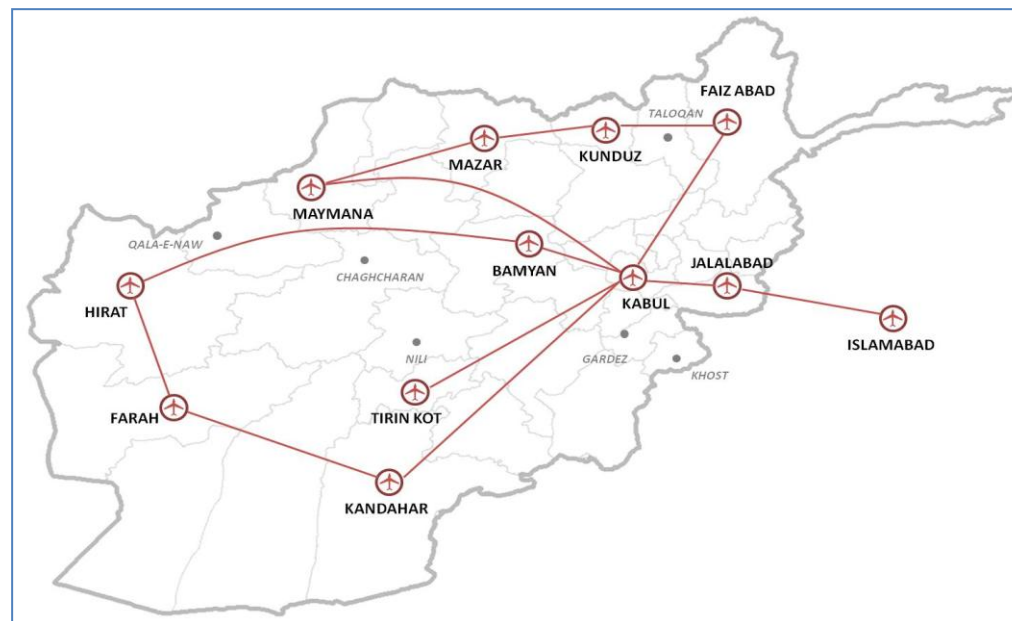 FAIZ ABAD
TALOQAN
MAZAR
KUNDUZ
MAYMANA
QALA-E-NAW
BAMYAN
JALALABAD
CHAGHCHARAN
KABUL
HIRAT
ISLAMABAD
NILI
GARDEZ
KHOST
FARAH
TIRIN KOT
KANDAHAR